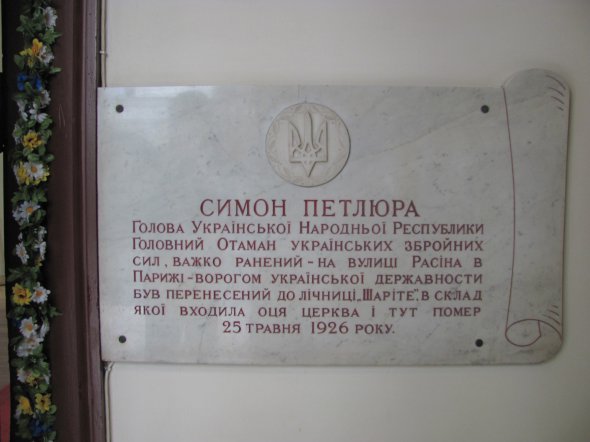 СИМОН ПЕТЛЮРА
Голова Української Народньої Республики
Головний Отаман українських збройних
сил, важко ранений - на вулиш Расіна в
Парижі - ворогом української державности
був перенесений до лічниці „Шаріте", в склад
якої входила оця церква і тут помер
25 травня 1926 року.